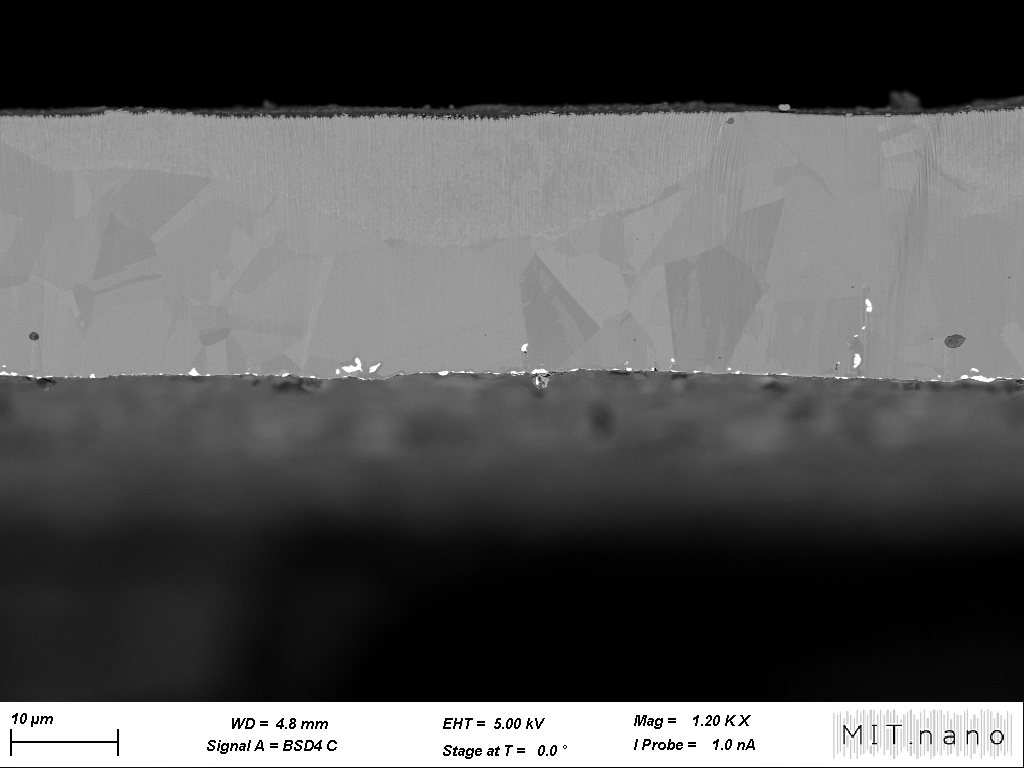 10 µm
WD = 4.8 mm
Signal A = BSD4 C
EHT = 5.00 kV
Stage at T = 0.0 °
Mag = 1.20 K X
I Probe = 1.0 nA
MIT.nano